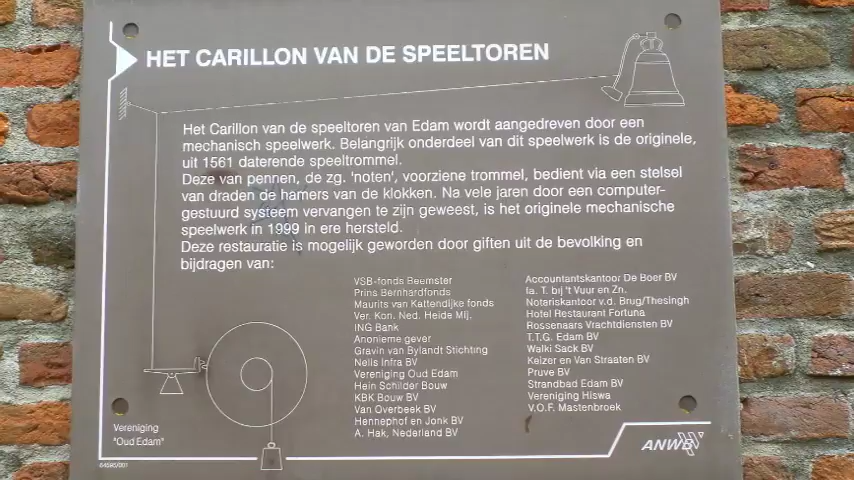 HET CARILLON VAN DE SPEELTOREN
Het Carillon van de speeltoren van Edam wordt aangedreven door een
mechanisch speelwerk. Belangrijk onderdeel van dit speelwerk is de originele,
uit 1561 daterende speeltrommel.
Deze van pennen, de zg. 'noten', voorziene trommel, bedient via een stelsel
van draden de hamers van de klokken. Na vele jaren door een computer-
gestuurd systeem vervangen te zijn geweest, is het originele mechanische
speelwerk in 1999 in ere hersteld.
Deze restauratie is mogelijk geworden door giften uit de bevolking en
bijdragen van:
VSB-fonds Beemster
Prins Bernhardfonds
Maurits van Kattendijke fonds
Ver. Kon. Ned. Heide Mij.
ING Bank
Anonieme gever
Gravin van Bylandt Stichting
Nelis Infra BV
Vereniging Oud Edam
Hein Schilder Bouw
KBK Bouw BV
Van Overbeek BV
Hennephof en Jonk BV
A. Hak, Nederland BV
Accountantskantoor De Boer BV
Ia. T. bij 't Vuur en Zn.
Noteriskantoor v.d. Brug/Thesingh
Hotel Restaurant Fortuna
Rossenaars Vrachtdiensten BV
T.T.G. Edam BV
Walki Sack BV
Keizer en Van Straaten BV
Pruve BV
Strandbad Edam BV
Vereniging Hiswa
V.O.F. Mastenbroek
Vereniging
"Oud Edam"
64595/001
ANWB